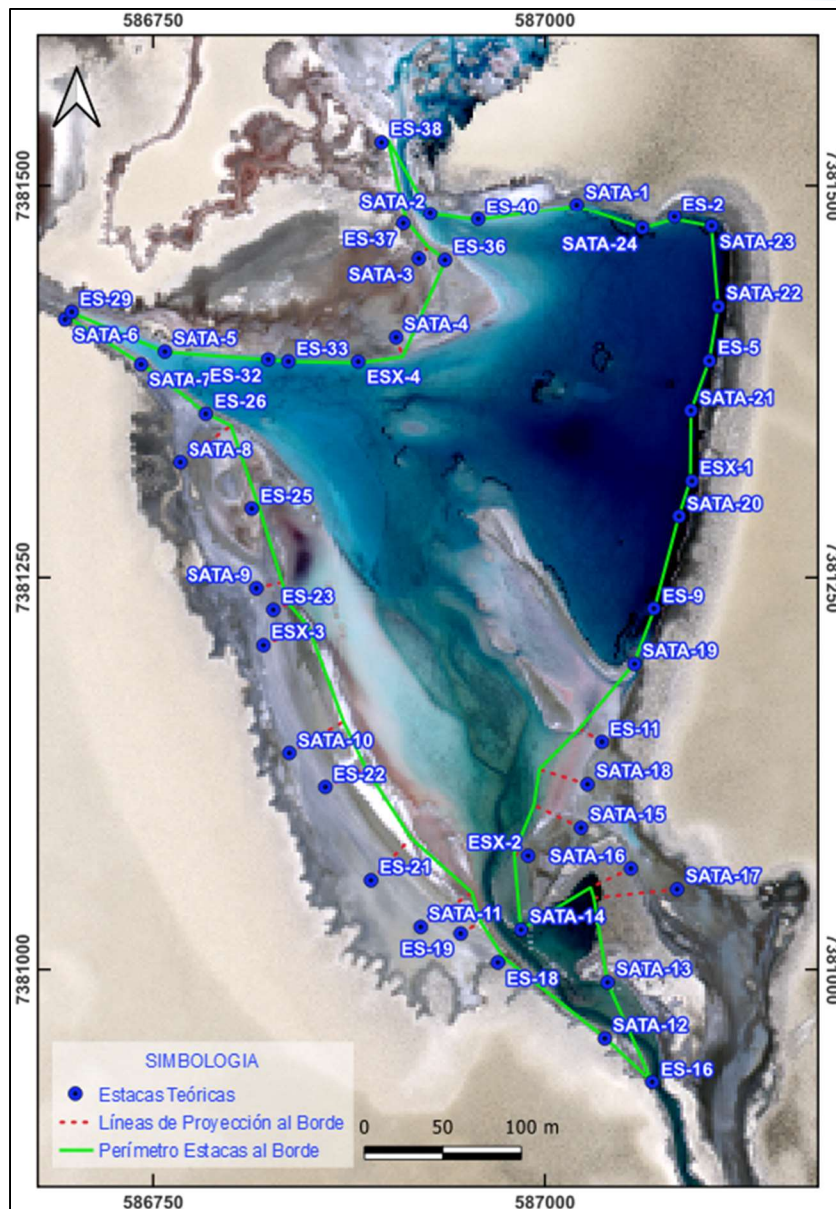 586750
587000
7381500
7381500
ES-38
SATA-2
ES-40
SATA-1
ES-2
ES-37
SATA-24
SATA-23
SATA-3
ES-36
ES-29
SATA-22
SATA-6
SATA-5
SATA-4
SATA-7
ES-32
ES-33
ESX-4
ES-5
ES-26
SATA-21
SATA-8
ESX-1
ES-25
SATA-20
7381250
7381250
SATA-9
ES-23
ES-9
ESX-3
SATA-19
SATA-10
ES-11
ES-22
SATA-18
SATA-15
ESX-2
SATA-16
ES-21
SATA-17
SATA-11
SATA-14
ES-19
7381000
7381000
ES-18
SATA-13
SATA-12
ES-16
SIMBOLOGIA
Estacas Teóricas
Líneas de Proyección al Borde
Perímetro Estacas al Borde
0 50 100 m
586750
587000